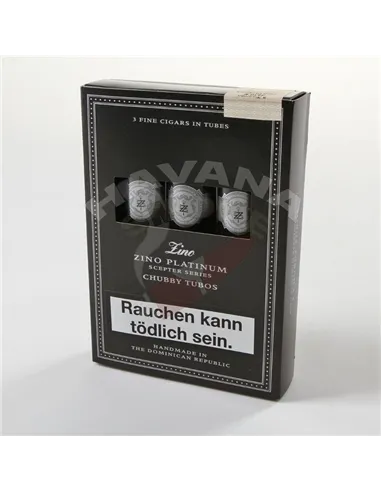 3 FINE CIGARS IN TUBES
HAVANA
Zino
ZINO PLATINUM
SCEPTER SERIES
CHUBBY TUBOS
Rauchen kann
tödlich sein.
HANDMADE IN
THE DOMINICAN REPUBLIC